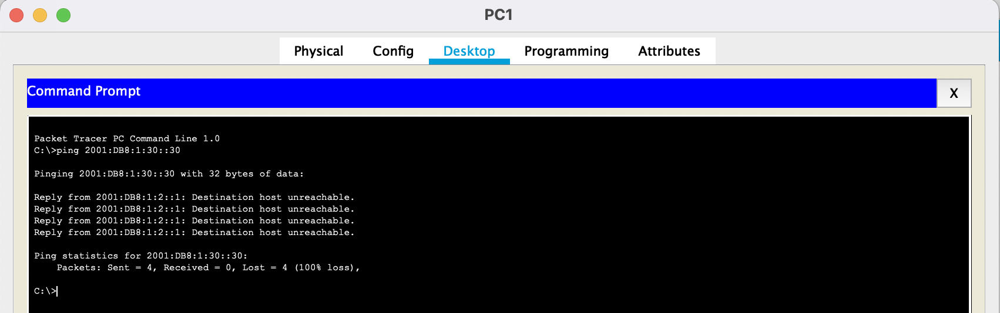 PC1
Physical Config Desktop Programming Attributes
Command Prompt X
Packet Tracer PC Command Line 1.0
C:\>ping 2001:DB8:1:30::30
Pinging 2001:DB8:1:30::30 with 32 bytes of data:
Reply from 2001:DB8:1:2::1: Destination host unreachable.
Reply from 2001:DB8:1:2::1: Destination host unreachable.
Reply from 2001:DB8:1:2::1: Destination host unreachable.
Reply from 2001:DB8:1:2::1: Destination host unreachable.
Ping statistics for 2001:DB8:1:30::30:
Packets: Sent = 4, Received = 0, Lost = 4 (100% loss),
C:\>